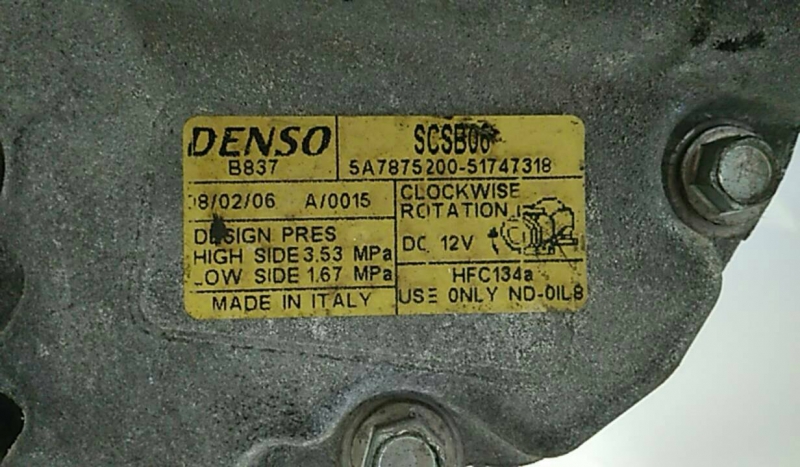 DENSO
B837
SCSB06
5A7875200-51747318
8/02/06 A/0015
CLOCKWISE
ROTATION
DC 12V
DESIGN PRES
HIGH SIDE 3.53 MPa
LOW SIDE 1.67 MPa
MADE IN ITALY
HFC134a
USE ONLY ND-OIL8